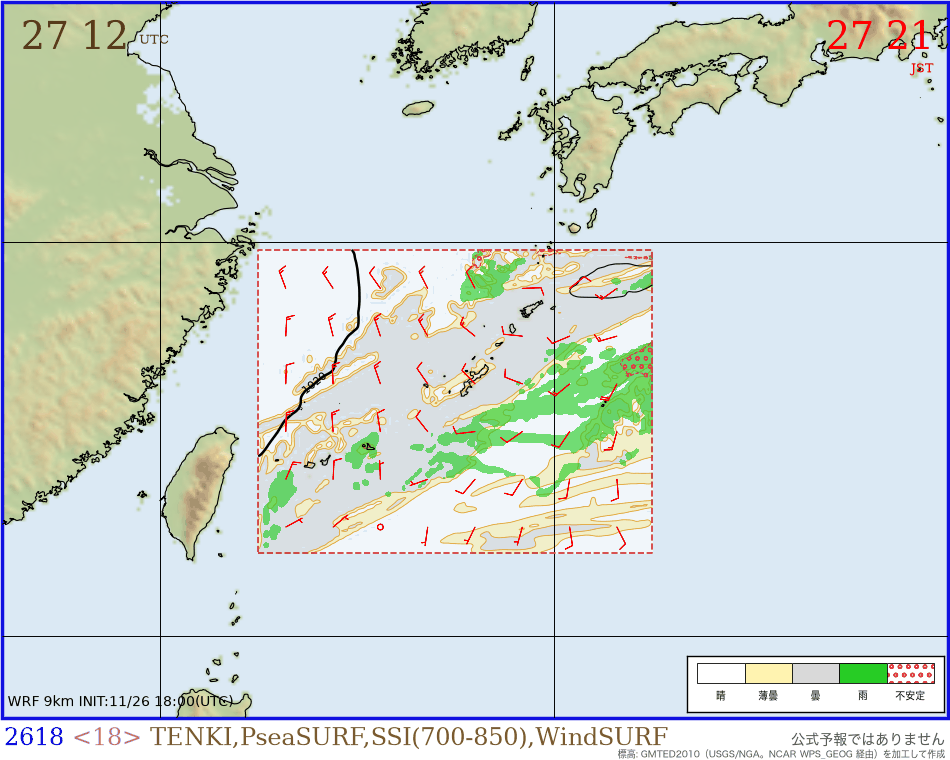 27 12 UTC
27 21
JST
1020
WRF 9km INIT:11/26 18:00(UTC)
晴 薄曇 曇 雨 不安定
2618 <18> TENKI,PseaSURF,SSI(700-850),WindSURF
公式予報ではありません
標高: GMTED2010（USGS/NGA。NCAR WPS_GEOG 経由）を加工して作成